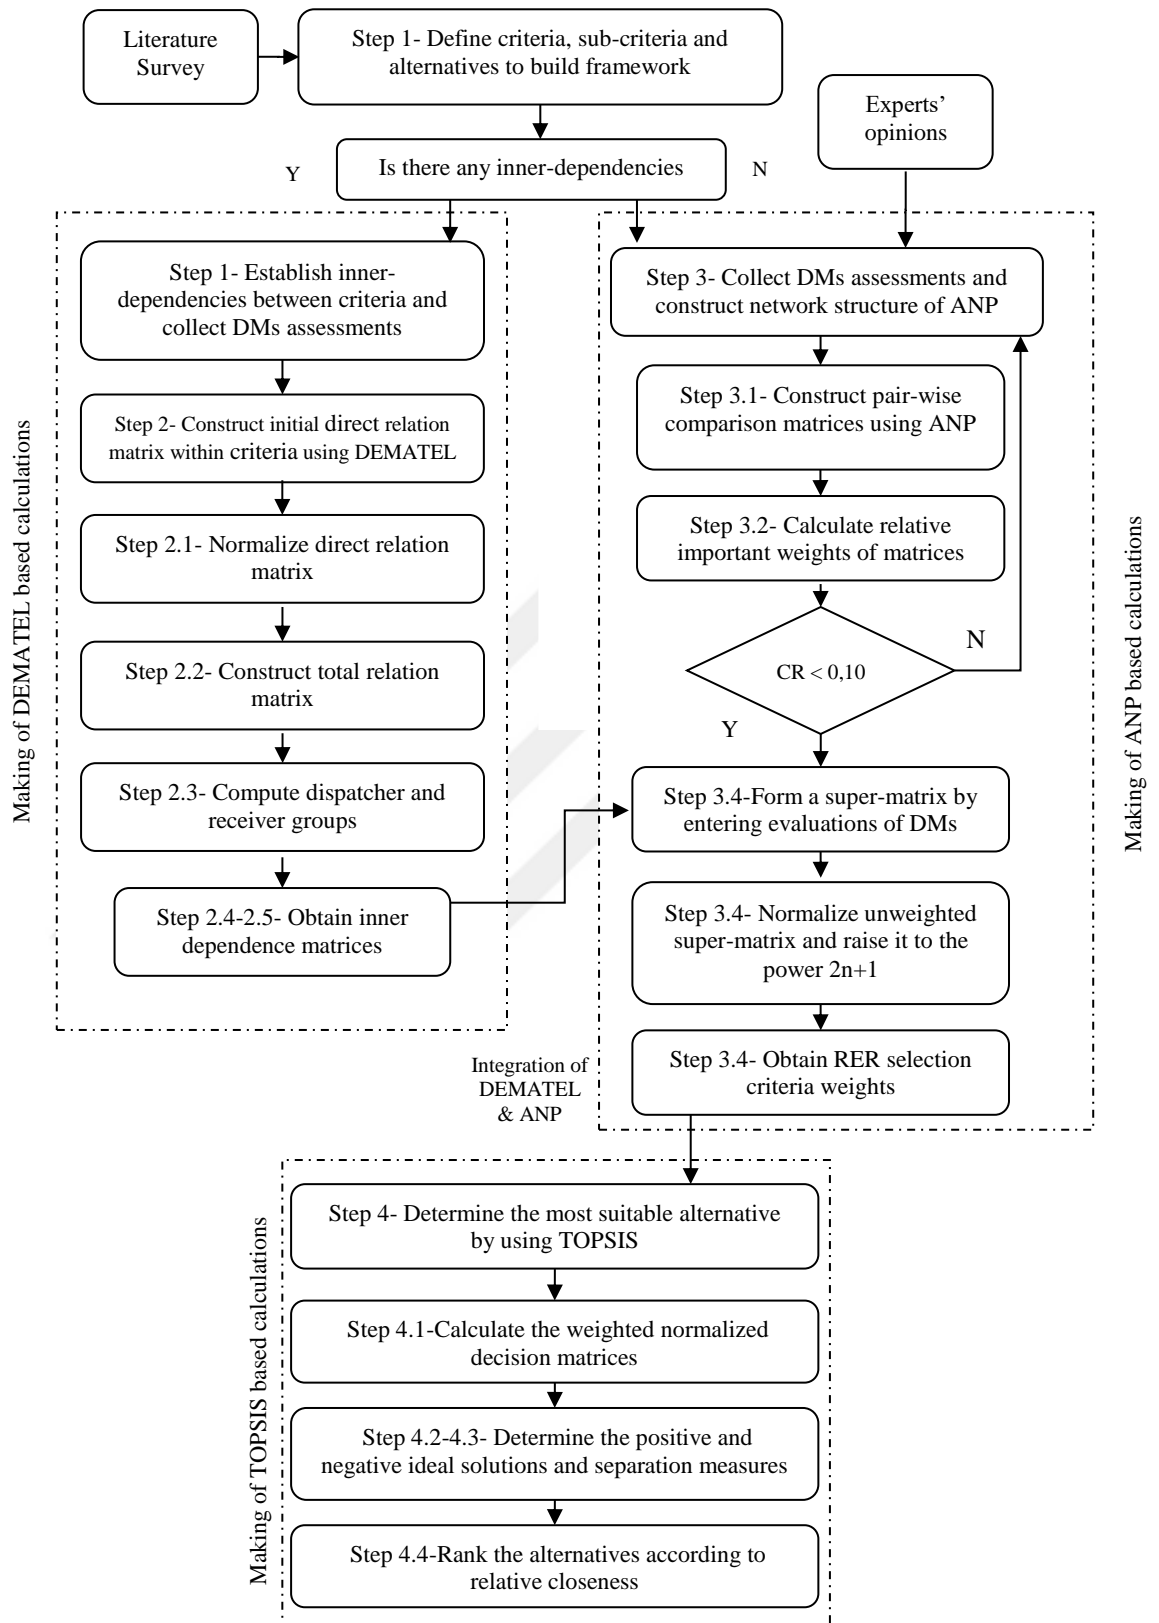 Literature
Survey
Step 1- Define criteria, sub-criteria and
alternatives to build framework
Experts'
opinions
Y
Is there any inner-dependencies
N
Making of DEMATEL based calculations
Step 1- Establish inner-
dependencies between criteria and
collect DMs assessments
Step 2- Construct initial direct relation
matrix within criteria using DEMATEL
Step 2.1- Normalize direct relation
matrix
Step 2.2- Construct total relation
matrix
Step 2.3- Compute dispatcher and
receiver groups
Step 2.4-2.5- Obtain inner
dependence matrices
Step 3- Collect DMs assessments and
construct network structure of ANP
Step 3.1- Construct pair-wise
comparison matrices using ANP
Step 3.2- Calculate relative
important weights of matrices
N
CR < 0,10
Y
Step 3.4-Form a super-matrix by
entering evaluations of DMs
Step 3.4- Normalize unweighted
super-matrix and raise it to the
power 2n+1
Step 3.4- Obtain RER selection
criteria weights
Making of ANP based calculations
Integration of
DEMATEL
& ANP
Making of TOPSIS based calculations
Step 4- Determine the most suitable alternative
by using TOPSIS
Step 4.1-Calculate the weighted normalized
decision matrices
Step 4.2-4.3- Determine the positive and
negative ideal solutions and separation measures
Step 4.4-Rank the alternatives according to
relative closeness